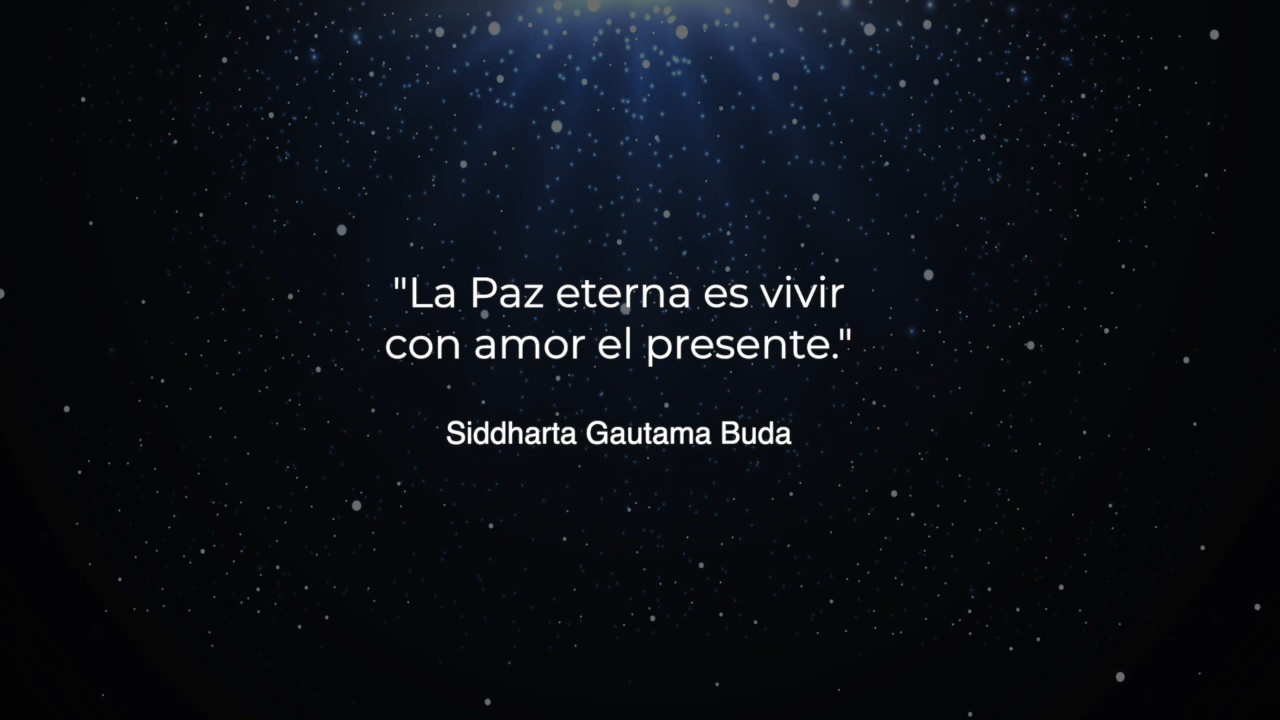 "La Paz eterna es vivir
con amor el presente."
Siddharta Gautama Buda